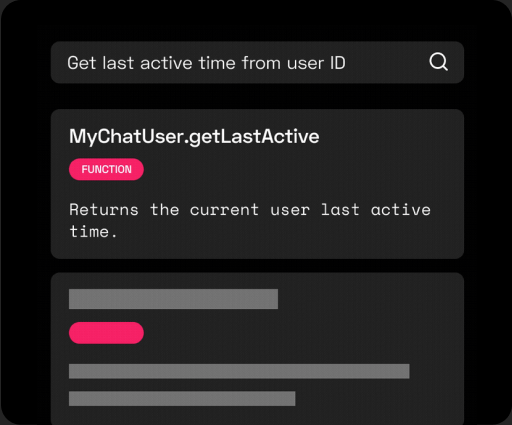 Get last active time from user ID
MyChatUser.getLastActive
FUNCTION
Returns the current user last active
time.